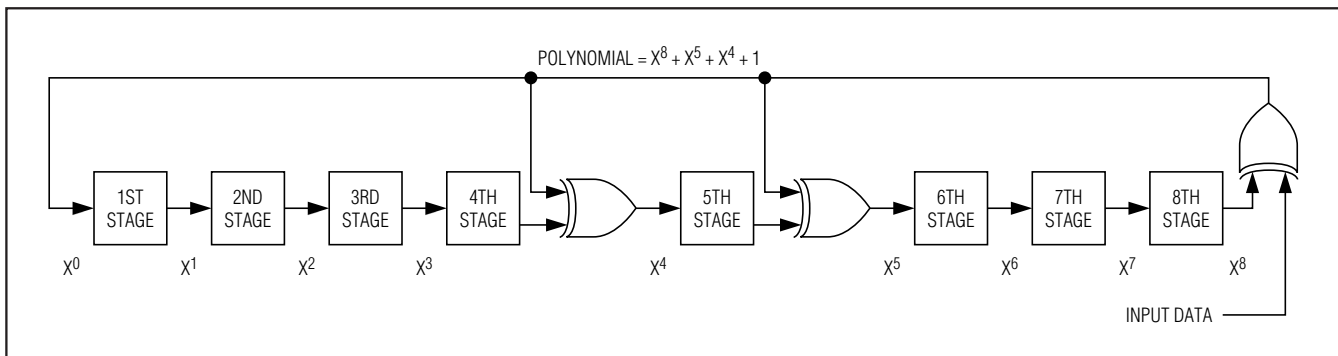 POLYNOMIAL = X⁸ + X⁵ + X⁴ + 1
1ST
STAGE
2ND
STAGE
3RD
STAGE
4TH
STAGE
5TH
STAGE
6TH
STAGE
7TH
STAGE
8TH
STAGE
X⁰
X¹
X²
X³
X⁴
X⁵
X⁶
X⁷
X⁸
INPUT DATA